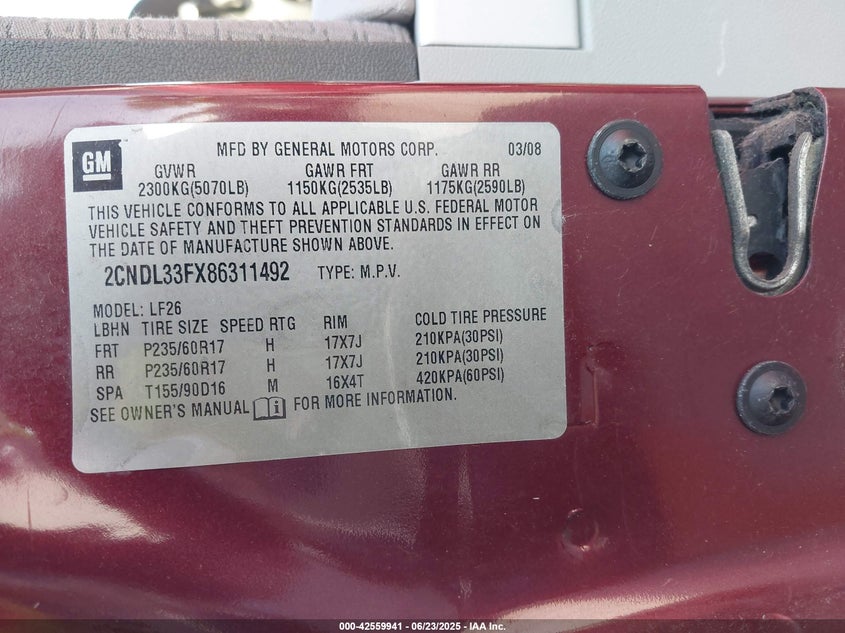 GM
MFD BY GENERAL MOTORS CORP. 03/08
GVWR GAWR FRT GAWR RR
2300KG(5070LB) 1150KG(2535LB) 1175KG(2590LB)
THIS VEHICLE CONFORMS TO ALL APPLICABLE U.S. FEDERAL MOTOR
VEHICLE SAFETY AND THEFT PREVENTION STANDARDS IN EFFECT ON
THE DATE OF MANUFACTURE SHOWN ABOVE.
2CNDL33FX86311492 TYPE: M.P.V.
MODEL: LF26
LBHN TIRE SIZE SPEED RTG RIM COLD TIRE PRESSURE
FRT P235/60R17 H 17X7J 210KPA(30PSI)
RR P235/60R17 H 17X7J 210KPA(30PSI)
SPA T155/90D16 M 16X4T 420KPA(60PSI)
SEE OWNER'S MANUAL i FOR MORE INFORMATION.
000-42559941 - 06/23/2025 - IAA Inc.